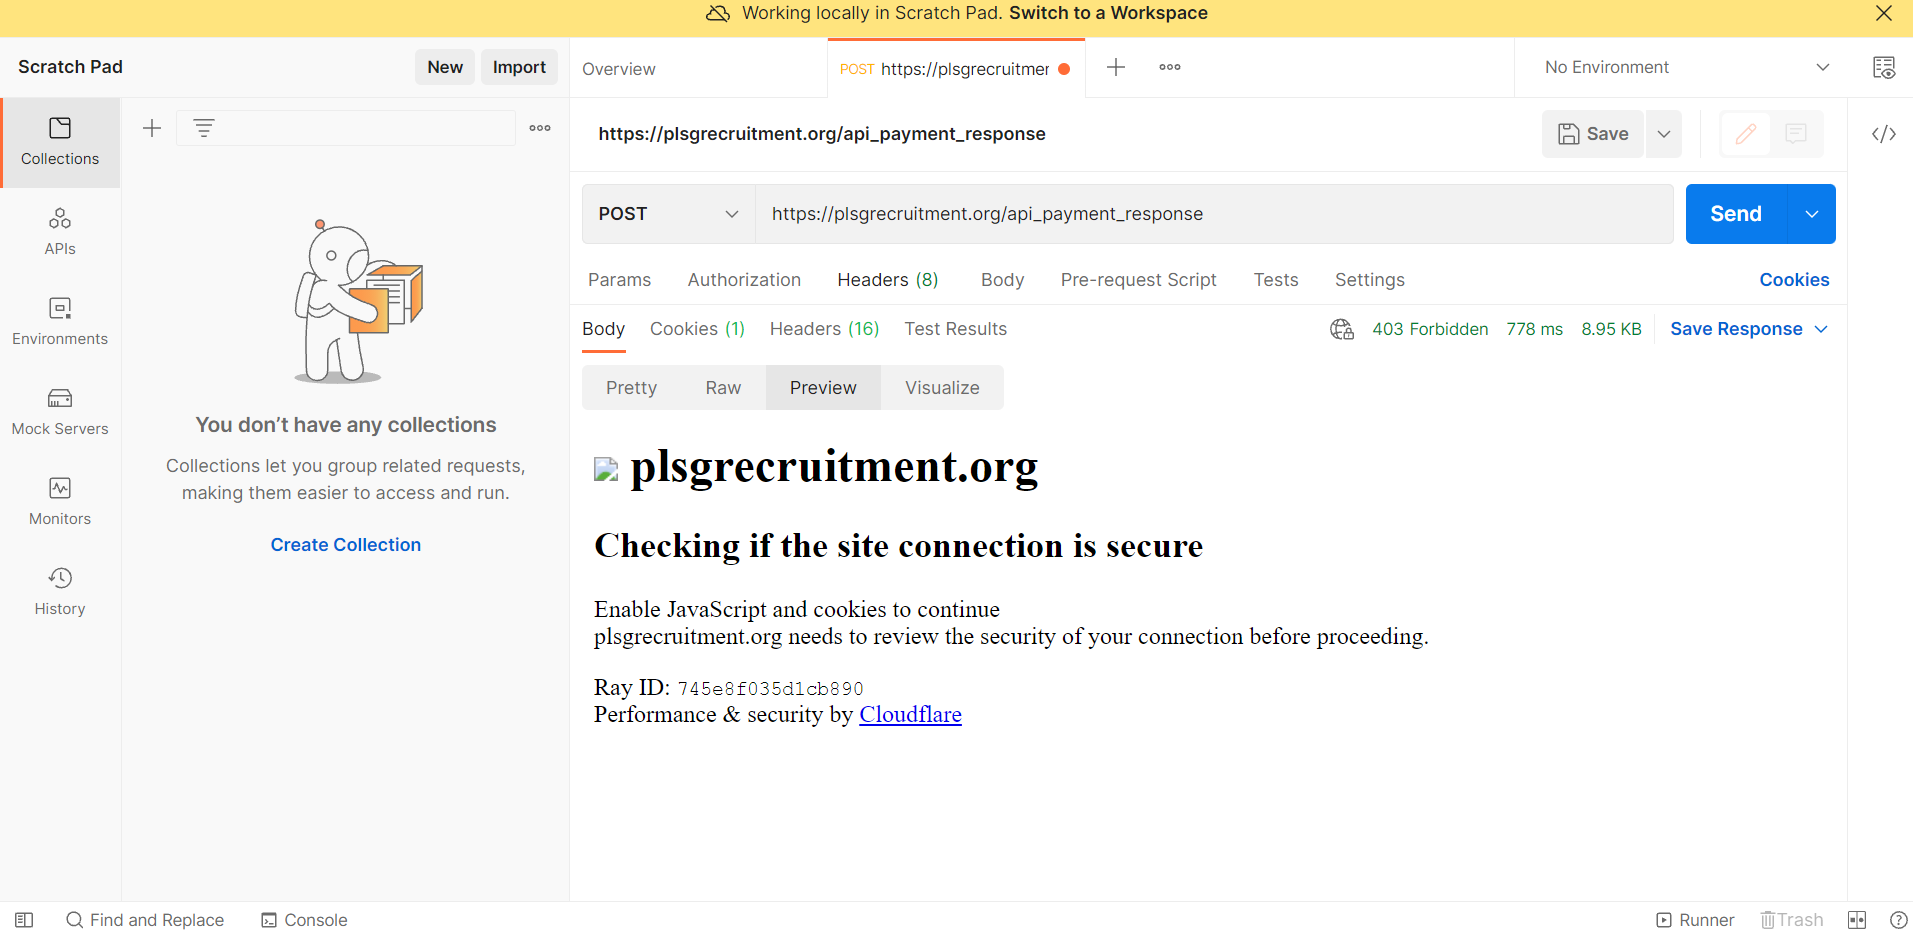 Working locally in Scratch Pad. Switch to a Workspace
Scratch Pad
New
Import
Overview
POST https://plsgrecruitmer
No Environment
Collections
APIs
Environments
Mock Servers
Monitors
History
You don’t have any collections
Collections let you group related requests,
making them easier to access and run.
Create Collection
https://plsgrecruitment.org/api_payment_response
Save
POST
https://plsgrecruitment.org/api_payment_response
Send
Params
Authorization
Headers (8)
Body
Pre-request Script
Tests
Settings
Cookies
Body
Cookies (1)
Headers (16)
Test Results
403 Forbidden
778 ms
8.95 KB
Save Response
Pretty
Raw
Preview
Visualize
plsgrecruitment.org
Checking if the site connection is secure
Enable JavaScript and cookies to continue
plsgrecruitment.org needs to review the security of your connection before proceeding.
Ray ID: 745e8f035d1cb890
Performance & security by Cloudflare
Find and Replace
Console
Runner
Trash